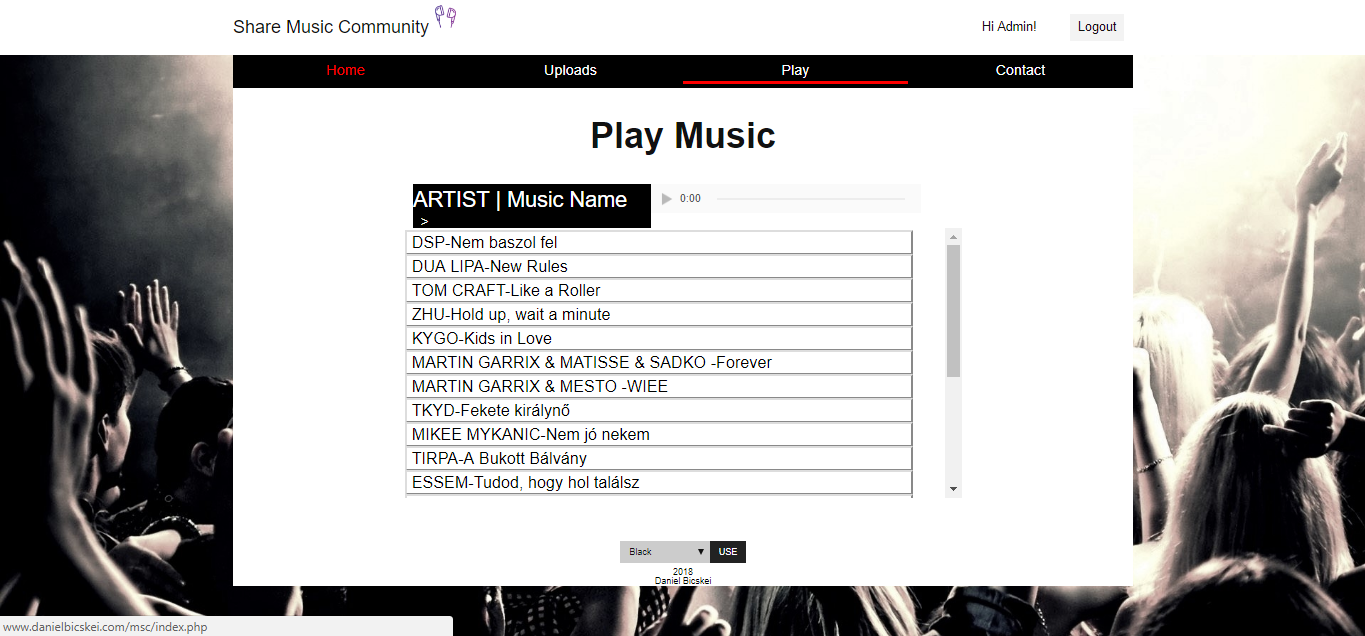 Share Music Community
Hi Admin!
Logout
Home
Uploads
Play
Contact
Play Music
ARTIST | Music Name
>
0:00
DSP-Nem baszol fel
DUA LIPA-New Rules
TOM CRAFT-Like a Roller
ZHU-Hold up, wait a minute
KYGO-Kids in Love
MARTIN GARRIX & MATISSE & SADKO -Forever
MARTIN GARRIX & MESTO -WIEE
TKYD-Fekete királynő
MIKEE MYKANIC-Nem jó nekem
TIRPA-A Bukott Bálvány
ESSEM-Tudod, hogy hol találsz
Black
USE
2018
Daniel Bicskei
www.danielbicskei.com/msc/index.php